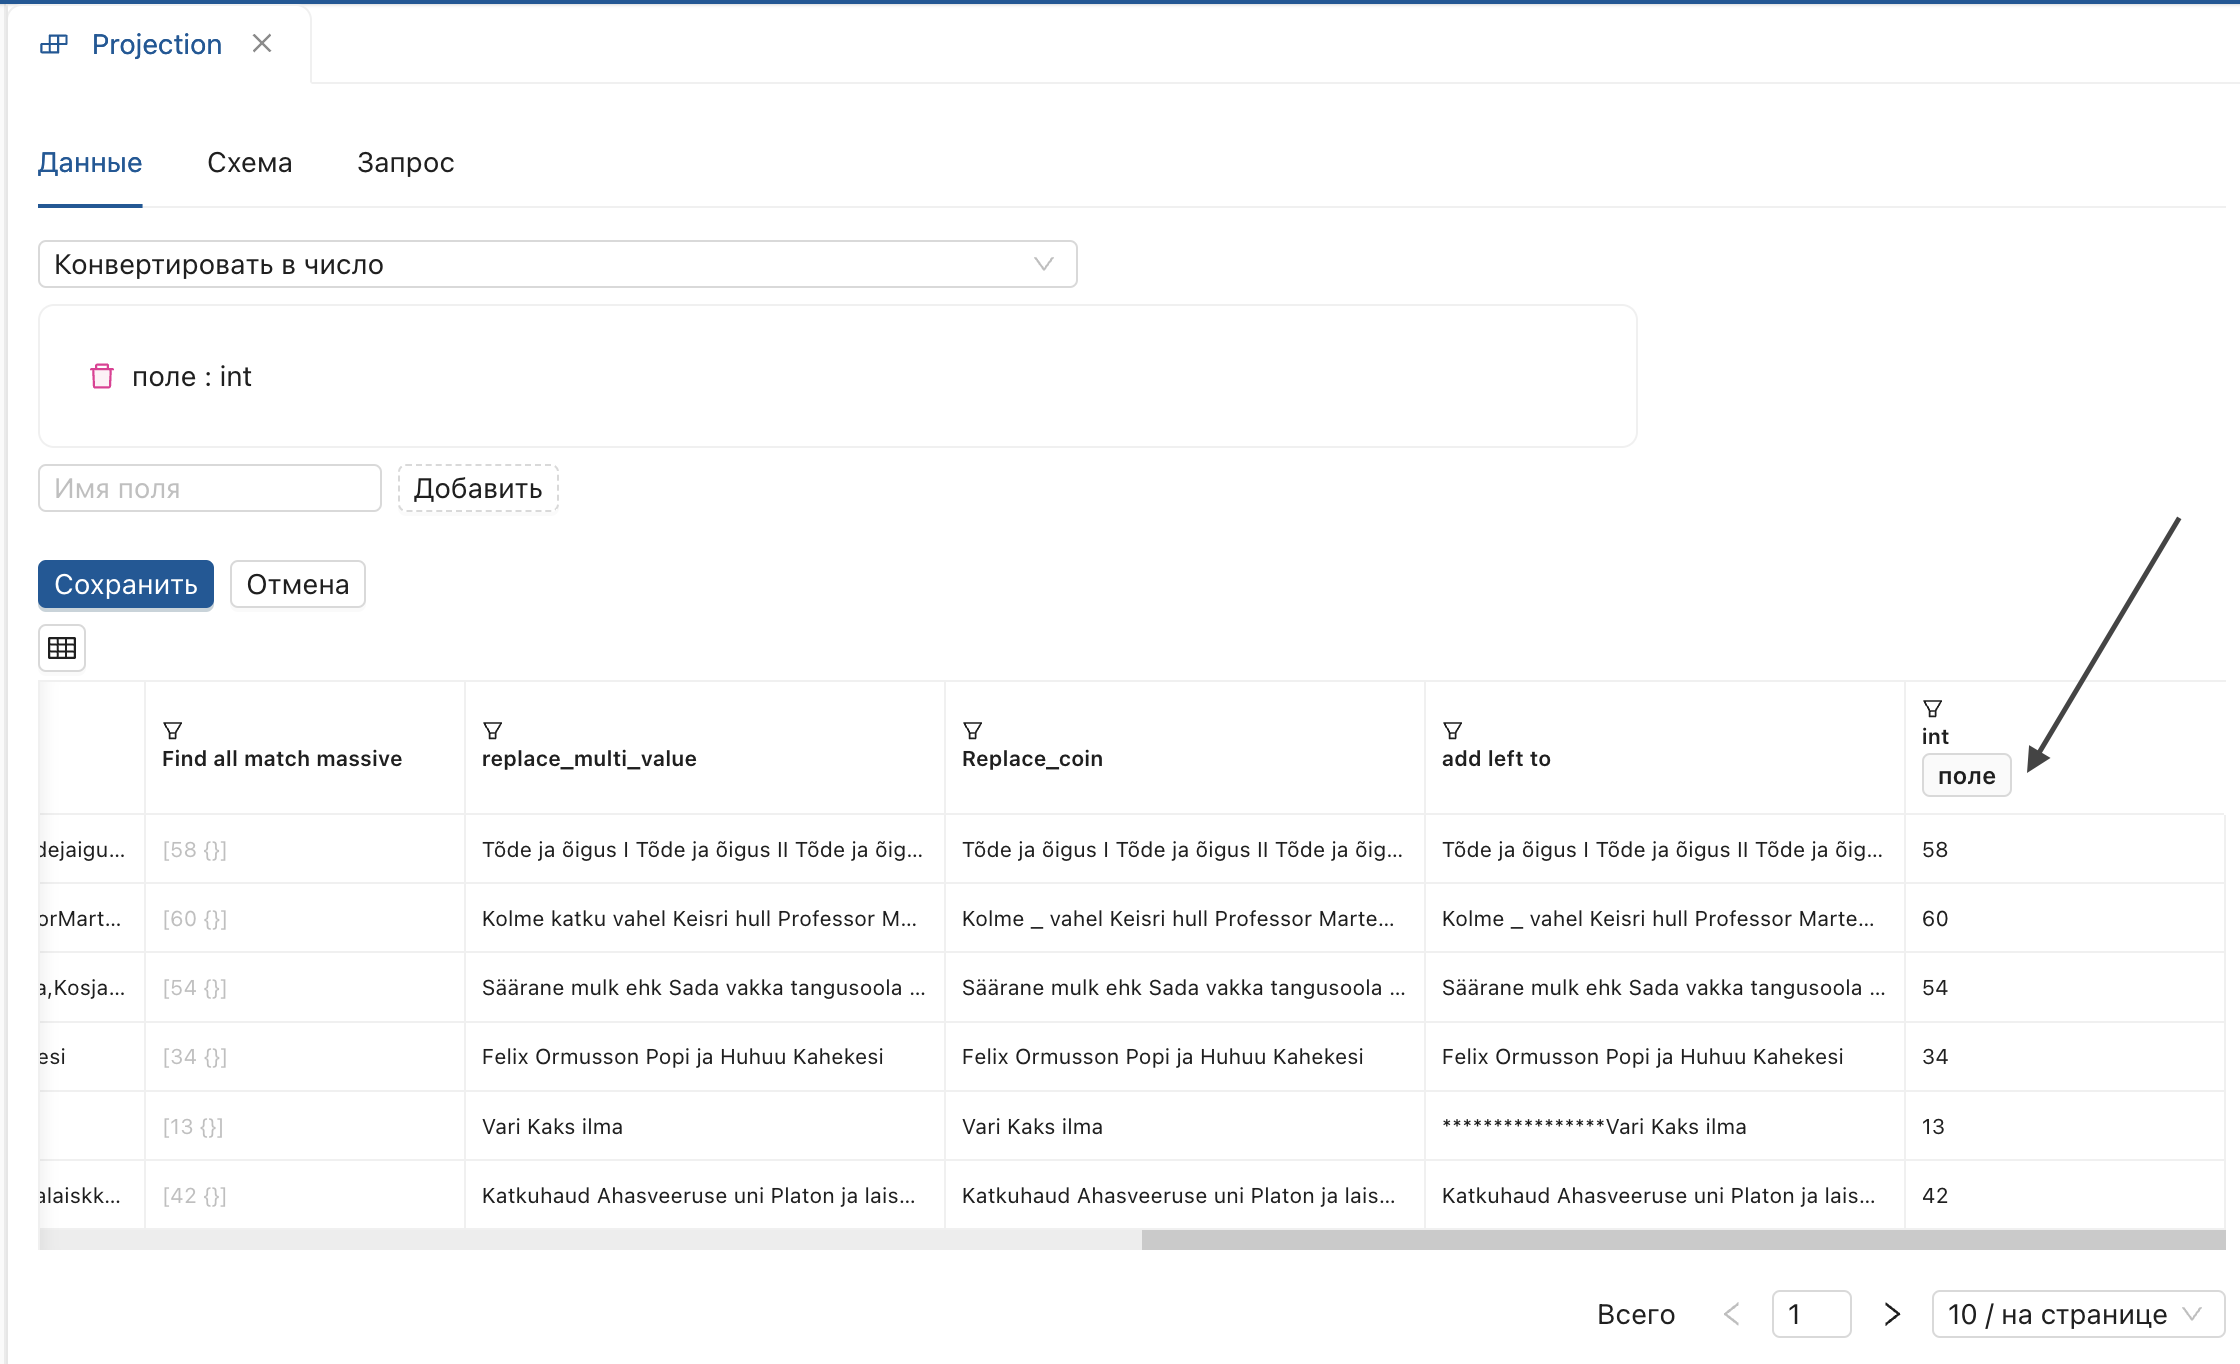 Projection
Данные Схема Запрос
Конвертировать в число
поле : int
Имя поля Добавить
Сохранить Отмена
Find all match massive replace_multi_value Replace_coin add left to int
поле
dejaigu... [58 {}] Tõde ja õigus I Tõde ja õigus II Tõde ja õig... Tõde ja õigus I Tõde ja õigus II Tõde ja õig... Tõde ja õigus I Tõde ja õigus II Tõde ja õig... 58
orMart... [60 {}] Kolme katku vahel Keisri hull Professor M... Kolme _ vahel Keisri hull Professor Marte... Kolme _ vahel Keisri hull Professor Marte... 60
a,Kosja... [54 {}] Säärane mulk ehk Sada vakka tangusoola ... Säärane mulk ehk Sada vakka tangusoola ... Säärane mulk ehk Sada vakka tangusoola ... 54
esi [34 {}] Felix Ormusson Popi ja Huhuu Kahekesi Felix Ormusson Popi ja Huhuu Kahekesi Felix Ormusson Popi ja Huhuu Kahekesi 34
[13 {}] Vari Kaks ilma Vari Kaks ilma ****************Vari Kaks ilma 13
alaiskk... [42 {}] Katkuhaud Ahasveeruse uni Platon ja lais... Katkuhaud Ahasveeruse uni Platon ja lais... Katkuhaud Ahasveeruse uni Platon ja lais... 42
Всего 1 10 / на странице